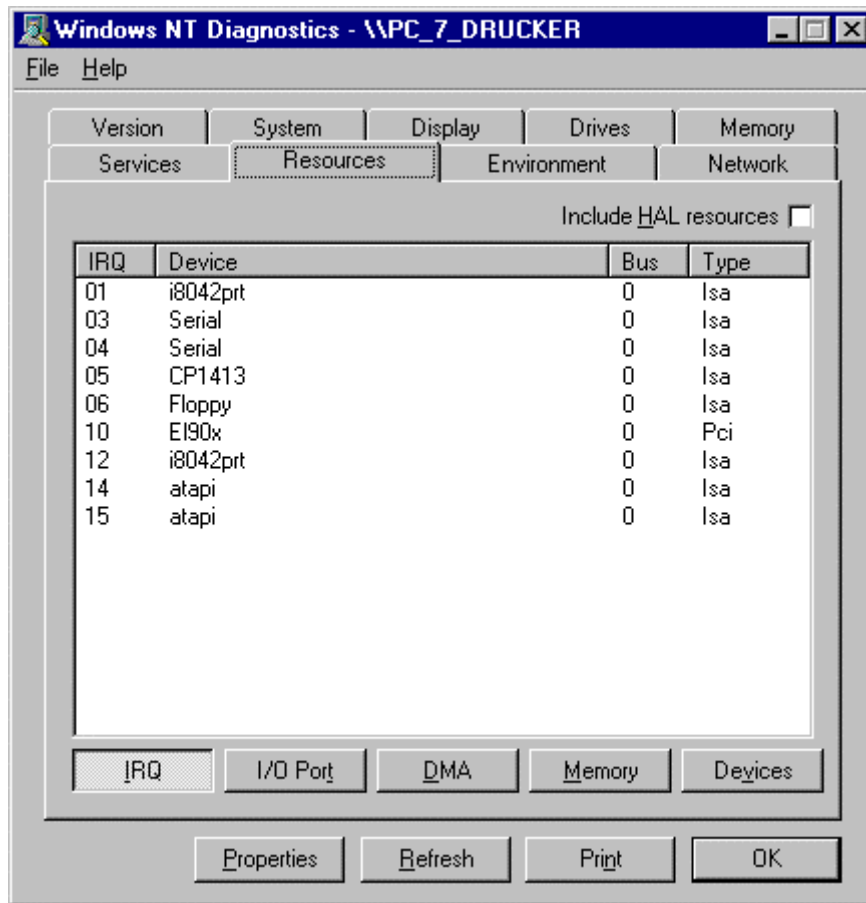 Windows NT Diagnostics - \\PC_7_DRUCKER
File Help
Version System Display Drives Memory
Services Resources Environment Network
Include HAL resources
IRQ Device Bus Type
01 i8042prt 0 Isa
03 Serial 0 Isa
04 Serial 0 Isa
05 CP1413 0 Isa
06 Floppy 0 Isa
10 El90x 0 Pci
12 i8042prt 0 Isa
14 atapi 0 Isa
15 atapi 0 Isa
IRQ I/O Port DMA Memory Devices
Properties Refresh Print OK